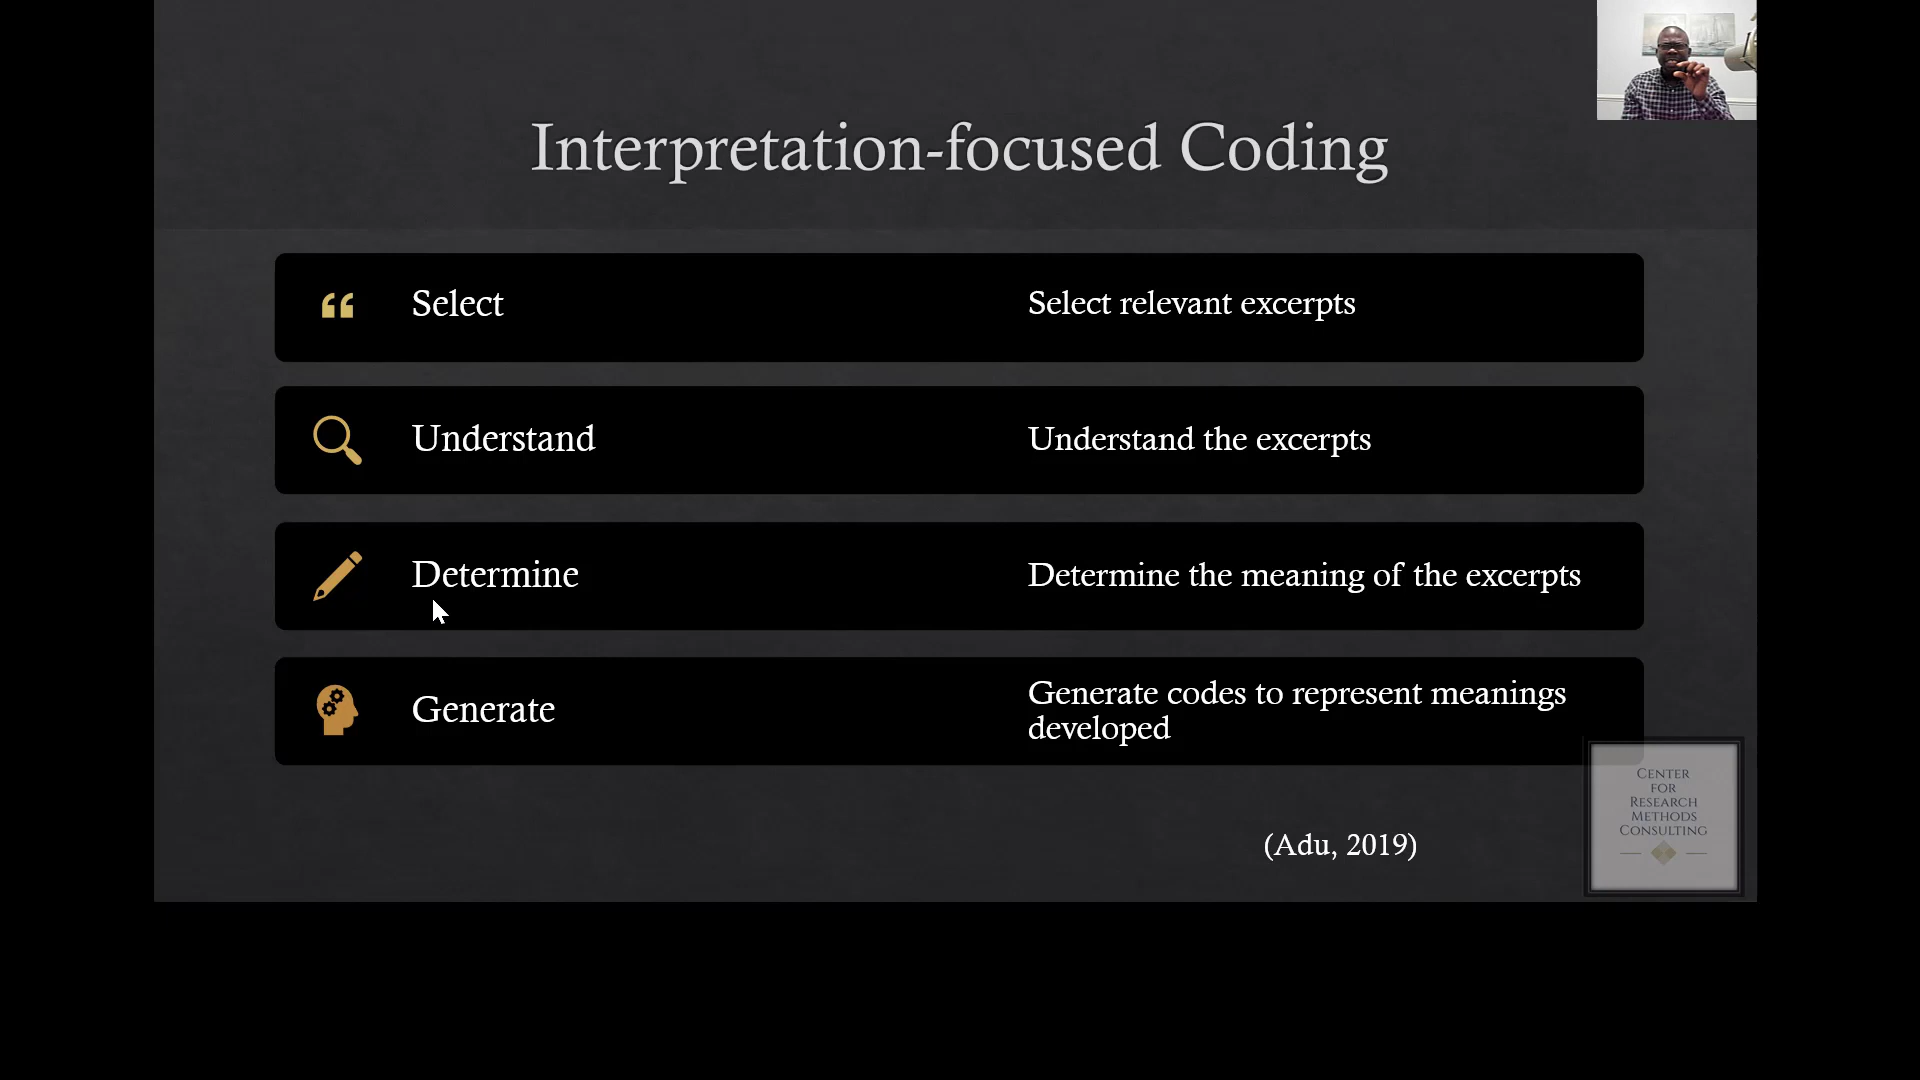 Interpretation-focused Coding
Select
Select relevant excerpts
Understand
Understand the excerpts
Determine
Determine the meaning of the excerpts
Generate
Generate codes to represent meanings
developed
(Adu, 2019)
CENTER
FOR
RESEARCH
METHODS
CONSULTING